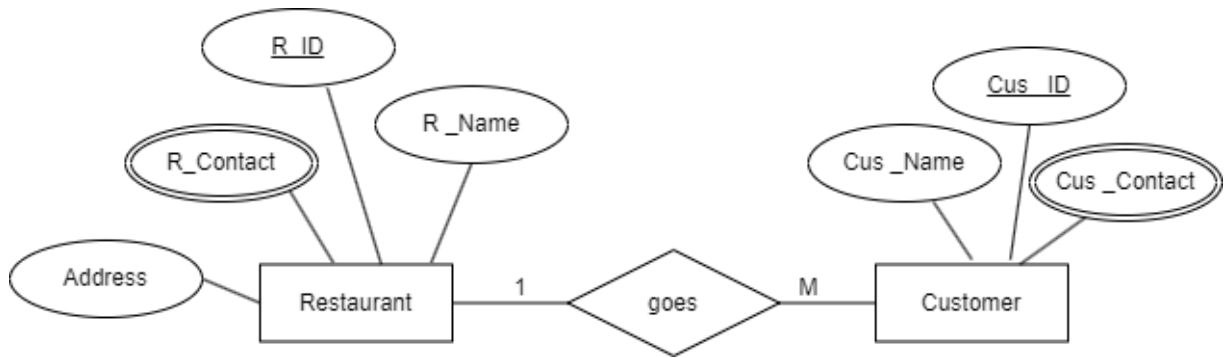 R_ID
R _Name
R_Contact
Address
Restaurant
1
goes
M
Cus _ID
Cus _Name
Cus _Contact
Customer